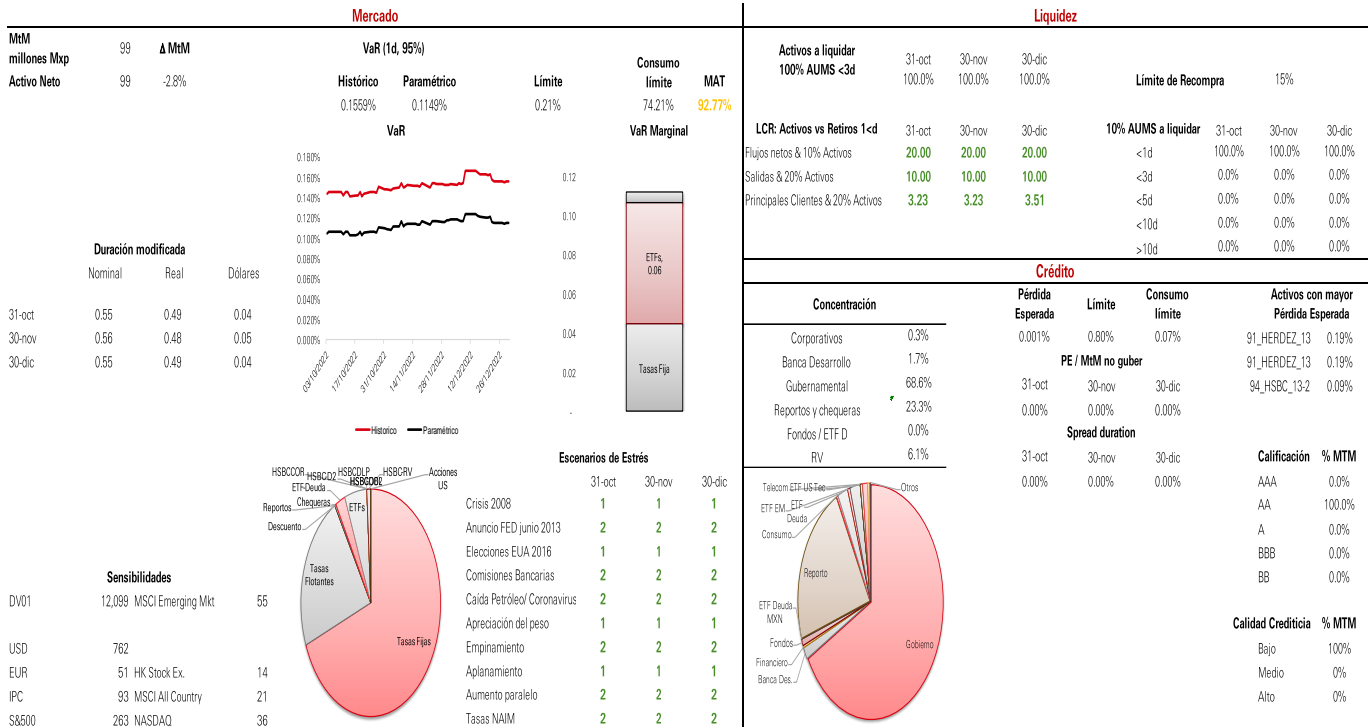 Mercado
MtM
millones Mxp
99
Δ MtM
VaR (1d, 95%)
Activo Neto
99
-2.8%
Histórico
Paramétrico
Límite
Consumo
límite
MAT
0.1559%
0.1149%
0.21%
74.21%
92.77%
VaR
VaR Marginal
0.180%
0.160%
0.140%
0.120%
0.100%
0.080%
0.060%
0.040%
0.020%
0.000%
03/10/2022
17/10/2022
31/10/2022
14/11/2022
28/11/2022
12/12/2022
26/12/2022
Historico
Paramétrico
0.12
0.10
0.08
0.06
0.04
0.02
-
ETFs,
0.06
Tasas Fija
Duración modificada
Nominal Real Dólares
31-oct 0.55 0.49 0.04
30-nov 0.56 0.48 0.05
30-dic 0.55 0.49 0.04
HSBCCOR
HSBCD2
HSBCDLP
HSBCRV
Acciones
US
ETF-Deuda
Chequeras
ETFs
Reportos
Descuento
Tasas
Flotantes
Tasas Fijas
Sensibilidades
DV01 12,099 MSCI Emerging Mkt 55
USD 762
EUR 51 HK Stock Ex. 14
IPC 93 MSCI All Country 21
S&500 263 NASDAQ 36
Escenarios de Estrés
31-oct 30-nov 30-dic
Crisis 2008 1 1 1
Anuncio FED junio 2013 2 2 2
Elecciones EUA 2016 1 1 1
Comisiones Bancarias 2 2 2
Caída Petróleo/ Coronavirus 2 2 2
Apreciación del peso 1 1 1
Empinamiento 2 2 2
Aplanamiento 1 1 1
Aumento paralelo 2 2 2
Tasas NAIM 2 2 2
Liquidez
Activos a liquidar
100% AUMS <3d
31-oct 30-nov 30-dic
100.0% 100.0% 100.0%
Límite de Recompra 15%
LCR: Activos vs Retiros 1<d 31-oct 30-nov 30-dic
Flujos netos & 10% Activos 20.00 20.00 20.00
Salidas & 20% Activos 10.00 10.00 10.00
Principales Clientes & 20% Activos 3.23 3.23 3.51
10% AUMS a liquidar 31-oct 30-nov 30-dic
<1d 100.0% 100.0% 100.0%
<3d 0.0% 0.0% 0.0%
<5d 0.0% 0.0% 0.0%
<10d 0.0% 0.0% 0.0%
>10d 0.0% 0.0% 0.0%
Crédito
Concentración
Corporativos 0.3%
Banca Desarrollo 1.7%
Gubernamental 68.6%
Reportos y chequeras 23.3%
Fondos / ETF D 0.0%
RV 6.1%
Pérdida
Esperada
Límite
Consumo
límite
0.001% 0.80% 0.07%
PE / MtM no guber
31-oct 30-nov 30-dic
0.00% 0.00% 0.00%
Spread duration
31-oct 30-nov 30-dic
0.00% 0.00% 0.00%
Activos con mayor
Pérdida Esperada
91_HERDEZ_13 0.19%
91_HERDEZ_13 0.19%
94_HSBC_13-2 0.09%
Calificación % MTM
AAA 0.0%
AA 100.0%
A 0.0%
BBB 0.0%
BB 0.0%
Calidad Crediticia % MTM
Bajo 100%
Medio 0%
Alto 0%
Telecom
ETF US
Tec
Otros
ETF EM
ETF
Deuda
Consumo
Reporto
ETF Deuda
MXN
Fondos
Financiero
Banca Des.
Gobierno